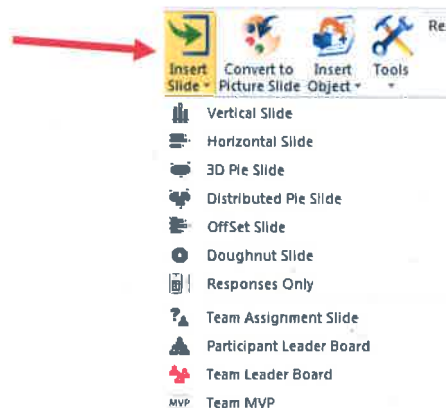 Re
Insert Convert to Insert Tools
Slide Picture Slide Object
Vertical Slide
Horizontal Slide
3D Pie Slide
Distributed Pie Slide
OffSet Slide
Doughnut Slide
Responses Only
? Team Assignment Slide
Participant Leader Board
Team Leader Board
MVP Team MVP